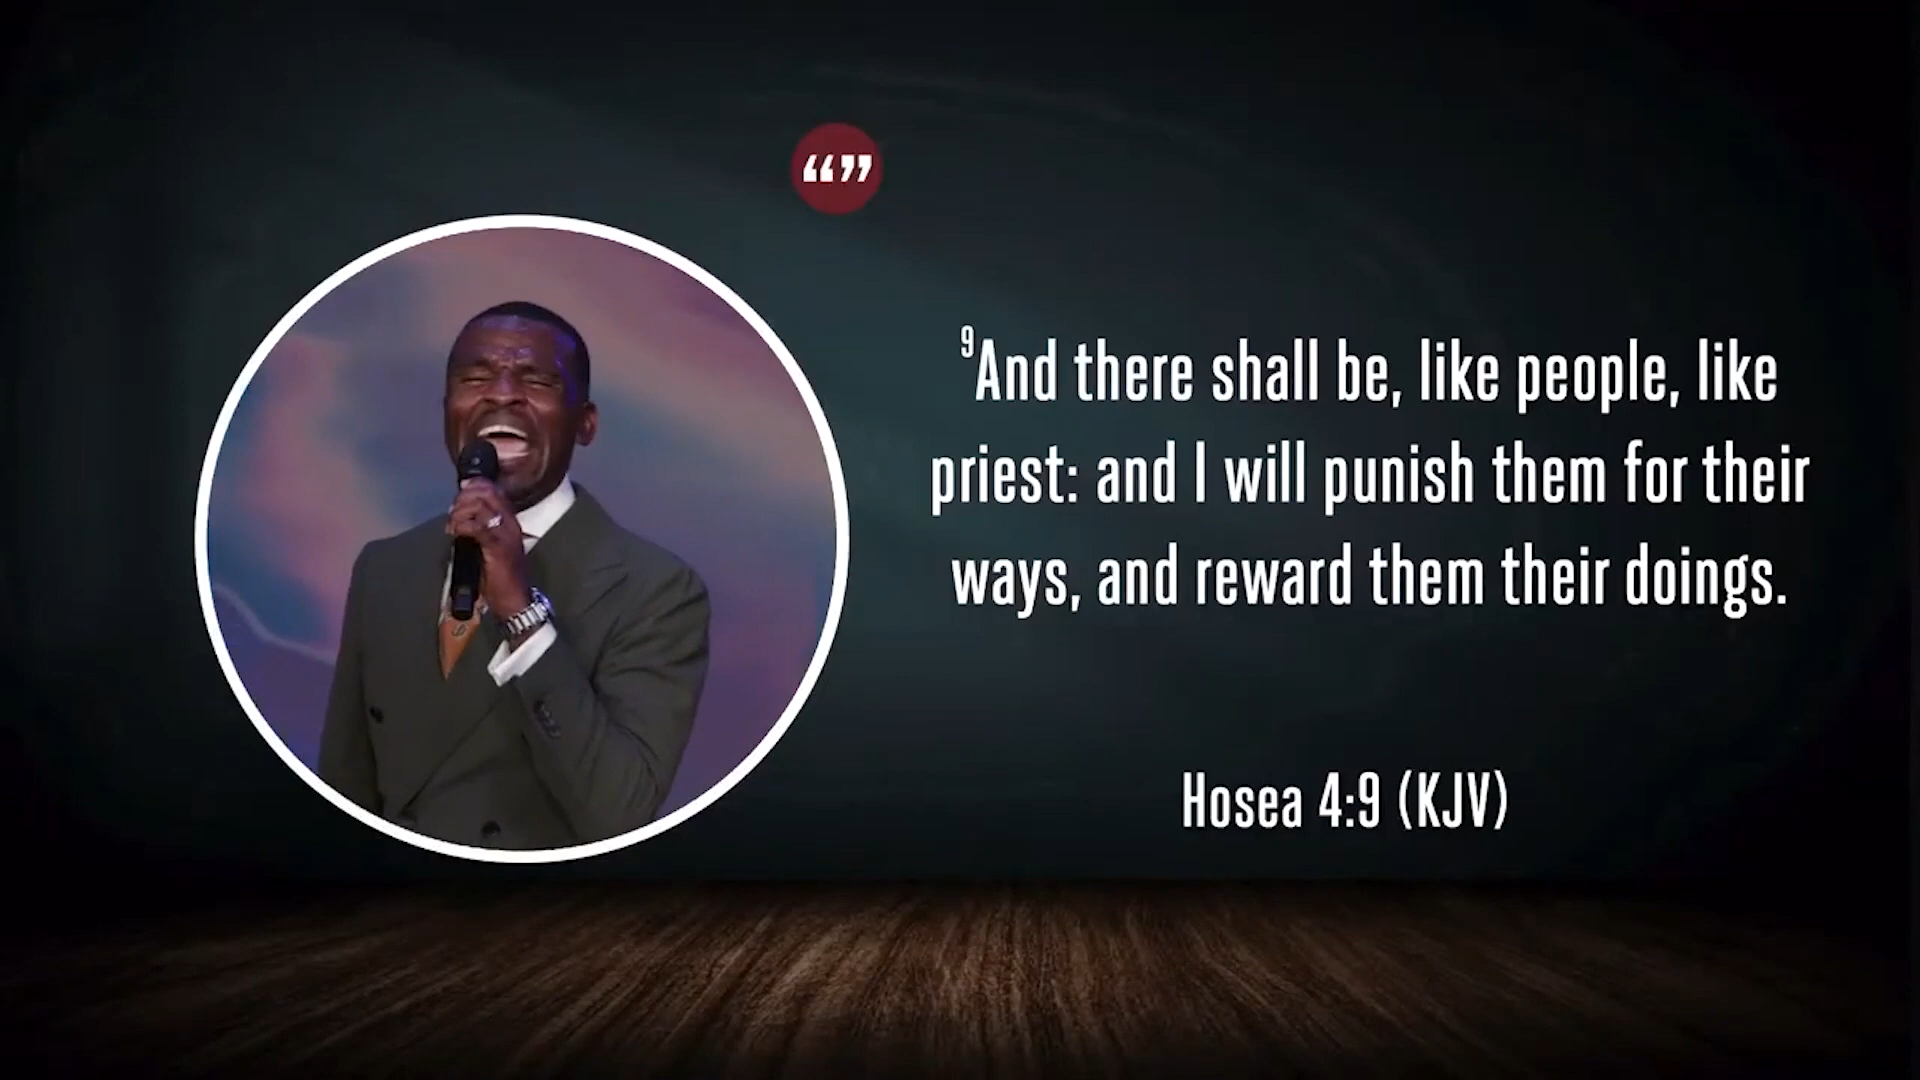 “”
⁹And there shall be, like people, like
priest: and I will punish them for their
ways, and reward them their doings.
Hosea 4:9 (KJV)